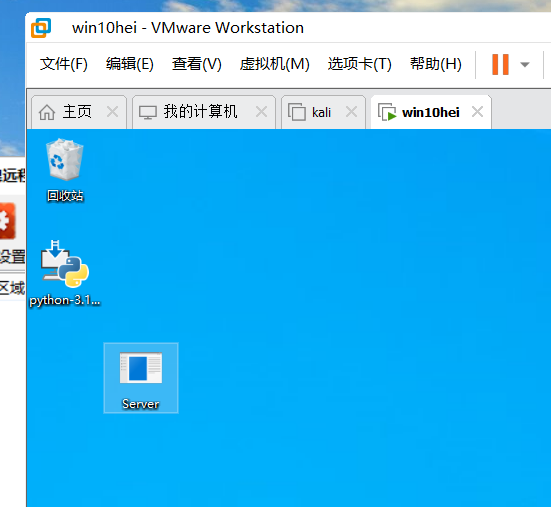 win10hei - VMware Workstation
文件(F) 编辑(E) 查看(V) 虚拟机(M) 选项卡(T) 帮助(H)
主页 我的计算机 kali win10hei
回收站
远程
设置
区域
python-3.1...
Server